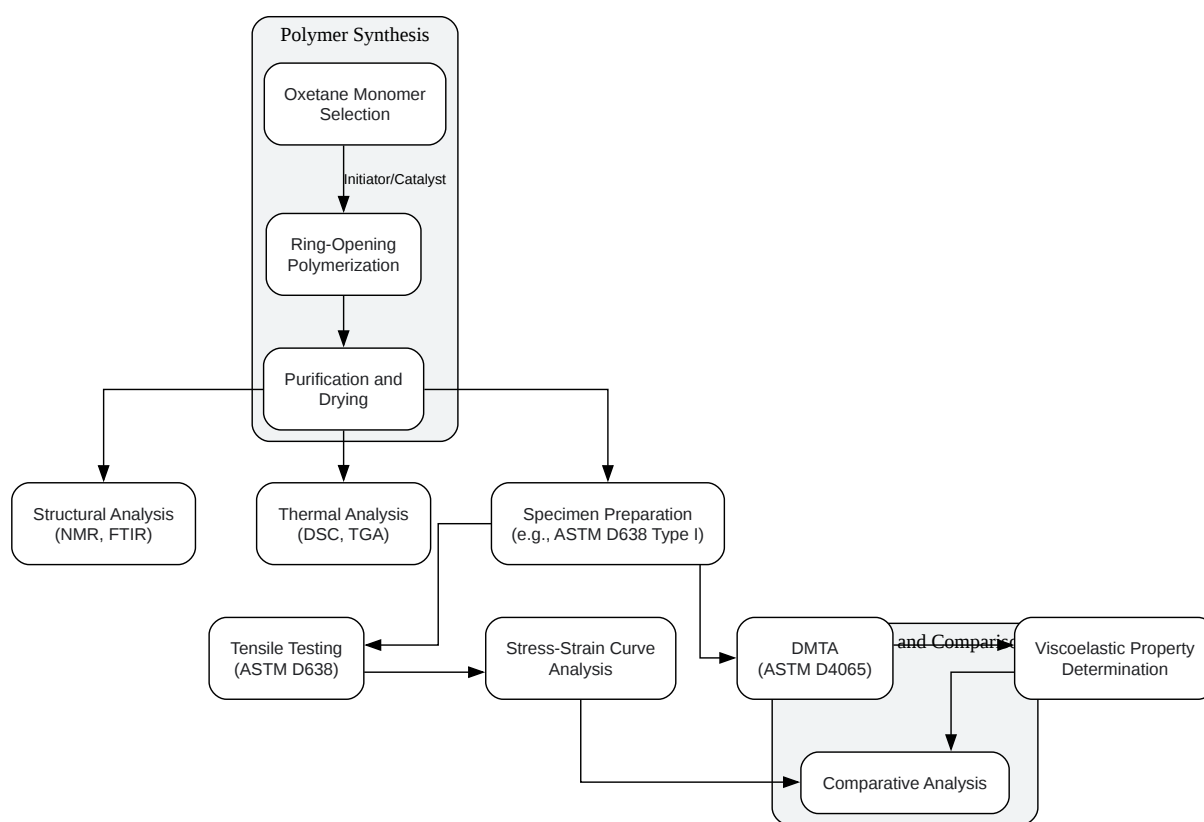 Polymer Synthesis
Oxetane Monomer
Selection
Initiator/Catalyst
Ring-Opening
Polymerization
Purification and
Drying
Structural Analysis
(NMR, FTIR)
Thermal Analysis
(DSC, TGA)
Specimen Preparation
(e.g., ASTM D638 Type I)
Tensile Testing
(ASTM D638)
Stress-Strain Curve
Analysis
DMTA
(ASTM D4065)
and
Viscoelastic Property
Determination
Comparative Analysis